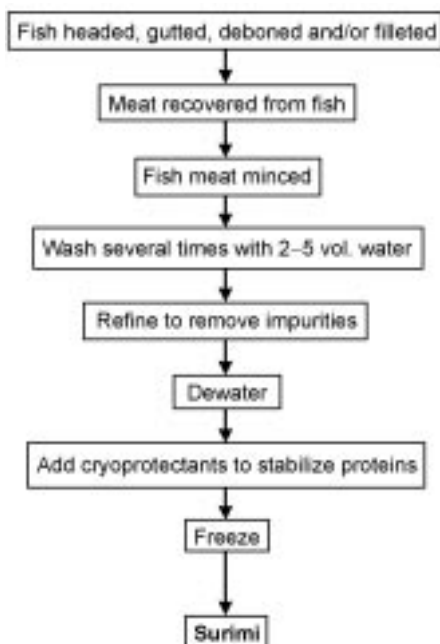 Fish headed, gutted, deboned and/or filleted
Meat recovered from fish
Fish meat minced
Wash several times with 2–5 vol. water
Refine to remove impurities
Dewater
Add cryoprotectants to stabilize proteins
Freeze
Surimi